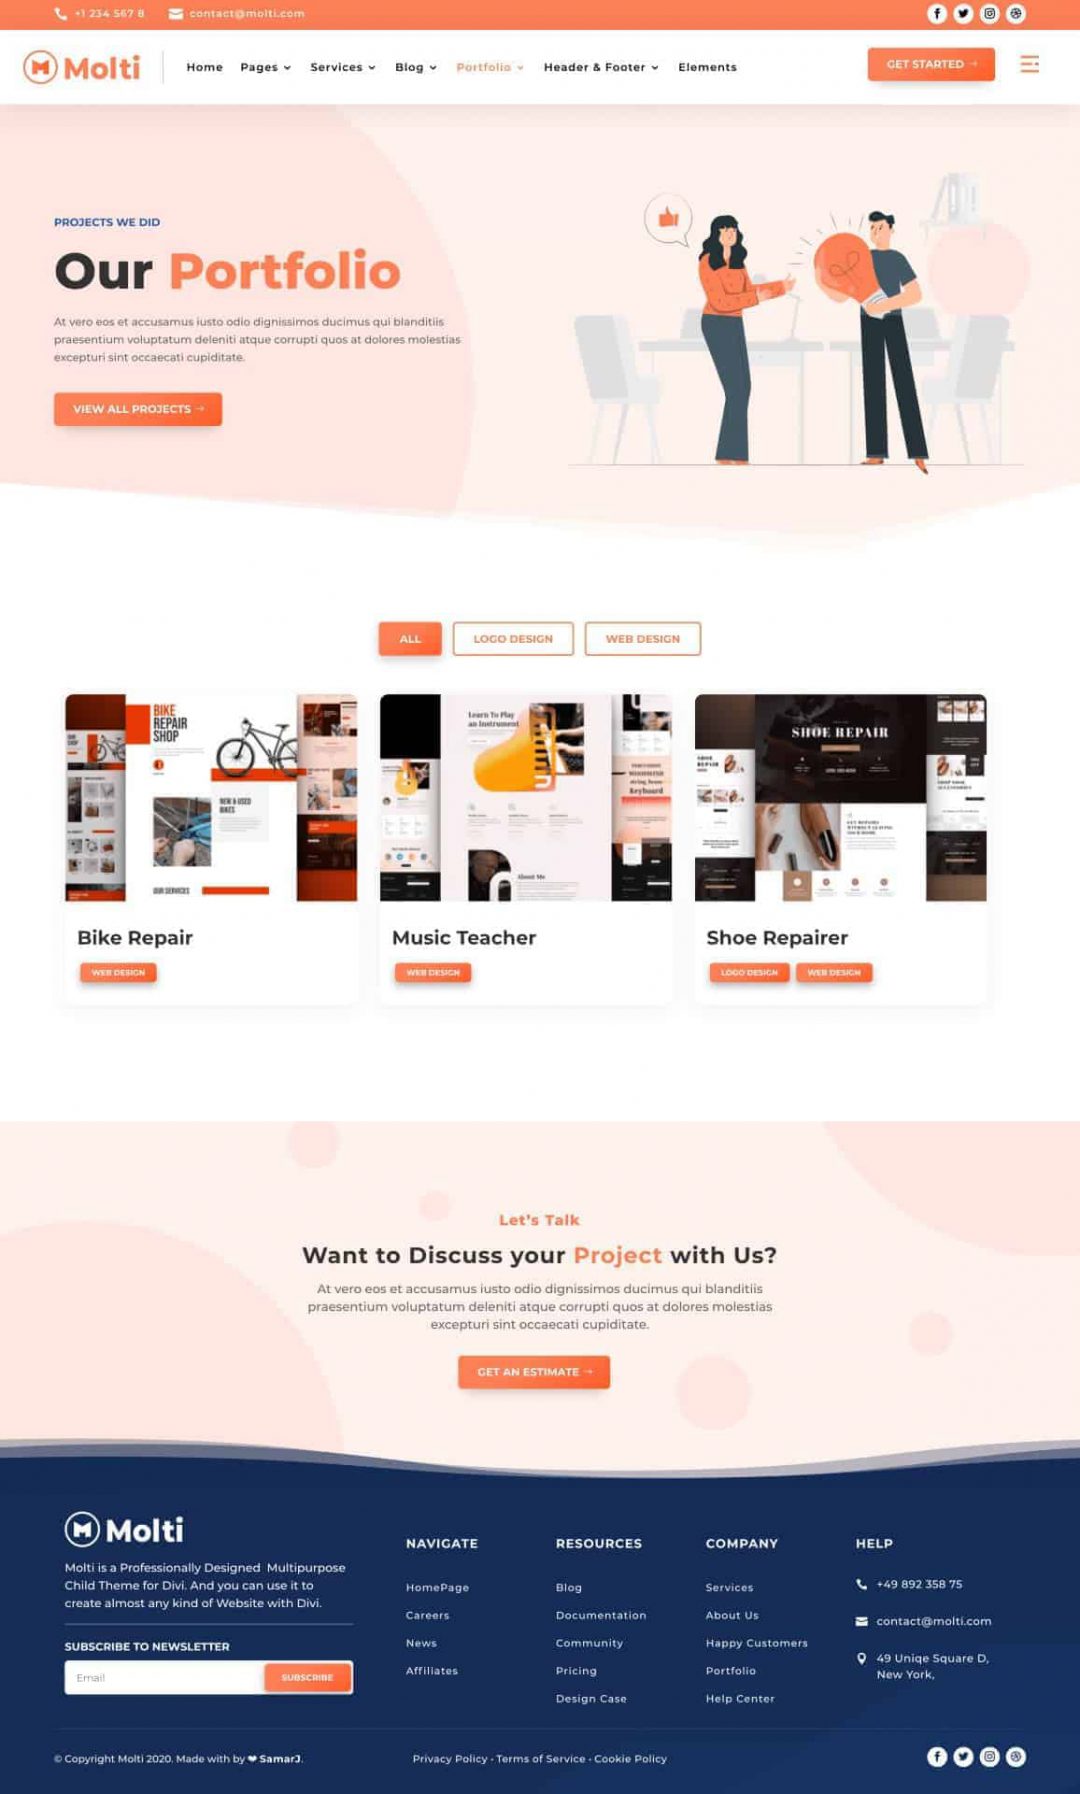 +1 234 567 8
contact@molti.com
Molti
Home Pages Services Blog Portfolio Header & Footer Elements
GET STARTED →
PROJECTS WE DID
Our Portfolio
At vero eos et accusamus iusto odio dignissimos ducimus qui blanditiis
praesentium voluptatum deleniti atque corrupti quos at dolores molestias
excepturi sint occaecati cupiditate.
VIEW ALL PROJECTS →
ALL
LOGO DESIGN
WEB DESIGN
BIKE
REPAIR
SHOP
NEW & USED
BIKES
OUR SERVICES
Learn To Play
an Instrument
About Me
Keyboard
SHOE REPAIR
Bike Repair
WEB DESIGN
Music Teacher
WEB DESIGN
Shoe Repairer
LOGO DESIGN
WEB DESIGN
Let's Talk
Want to Discuss your Project with Us?
At vero eos et accusamus iusto odio dignissimos ducimus qui blanditiis
praesentium voluptatum deleniti atque corrupti quos at dolores molestias
excepturi sint occaecati cupiditate.
GET AN ESTIMATE →
Molti
Molti is a Professionally Designed Multipurpose
Child Theme for Divi. And you can use it to
create almost any kind of Website with Divi.
SUBSCRIBE TO NEWSLETTER
Email
SUBSCRIBE
NAVIGATE
HomePage
Careers
News
Affiliates
RESOURCES
Blog
Documentation
Community
Pricing
Design Case
COMPANY
Services
About Us
Happy Customers
Portfolio
Help Center
HELP
+49 892 358 75
contact@molti.com
49 Uniqe Square D,
New York,
© Copyright Molti 2020. Made with by ❤ SamarJ.
Privacy Policy · Terms of Service · Cookie Policy